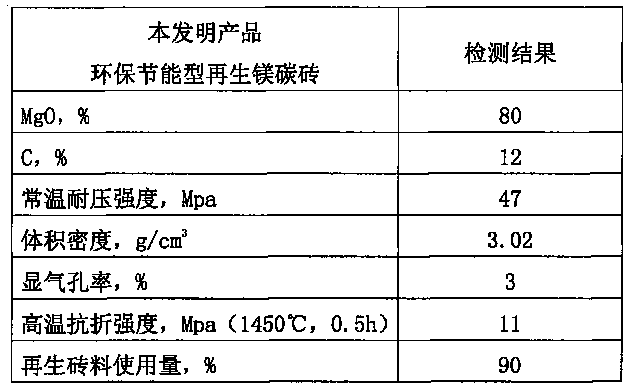 本发明产品
环保节能型再生镁碳砖
检测结果
MgO，% 80
C，% 12
常温耐压强度，Mpa 47
体积密度，g/cm³ 3.02
显气孔率，% 3
高温抗折强度，Mpa（1450℃，0.5h） 11
再生砖料使用量，% 90